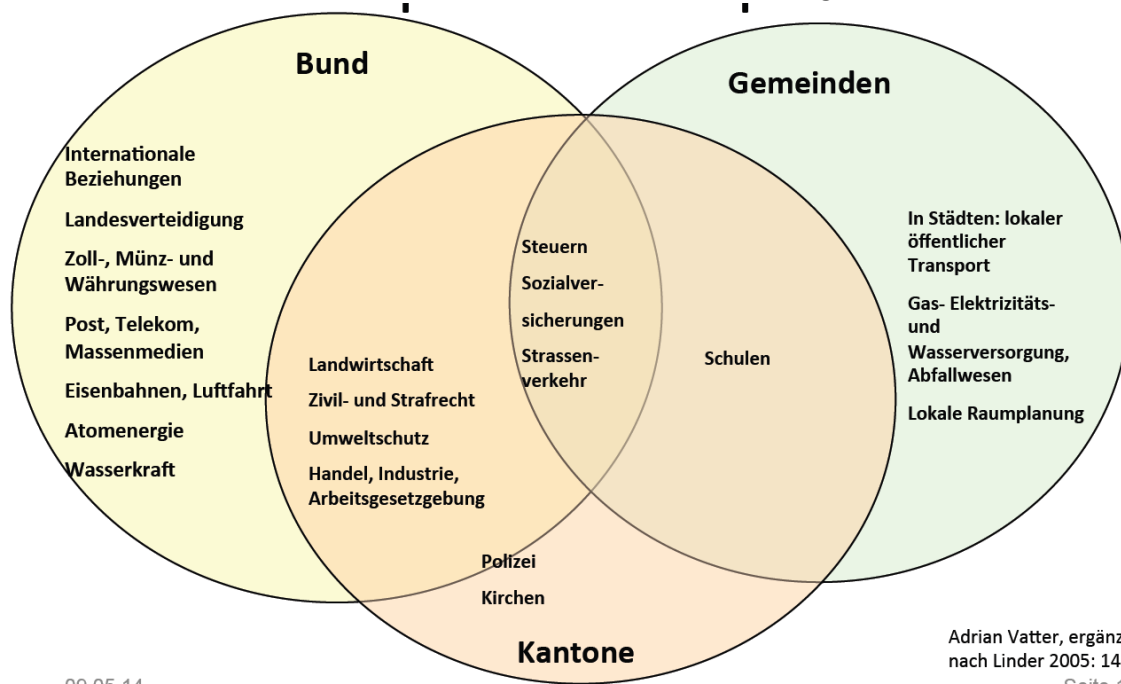 Bund
Gemeinden
Internationale
Beziehungen
Landesverteidigung
Zoll-, Münz- und
Währungswesen
Post, Telekom,
Massenmedien
Eisenbahnen, Luftfahrt
Atomenergie
Wasserkraft
Landwirtschaft
Zivil- und Strafrecht
Umweltschutz
Handel, Industrie,
Arbeitsgesetzgebung
Steuern
Sozialver-
sicherungen
Strassen-
verkehr
Schulen
In Städten: lokaler
öffentlicher
Transport
Gas- Elektrizitäts-
und
Wasserversorgung,
Abfallwesen
Lokale Raumplanung
Polizei
Kirchen
Kantone
Adrian Vatter, ergänz
nach Linder 2005: 14